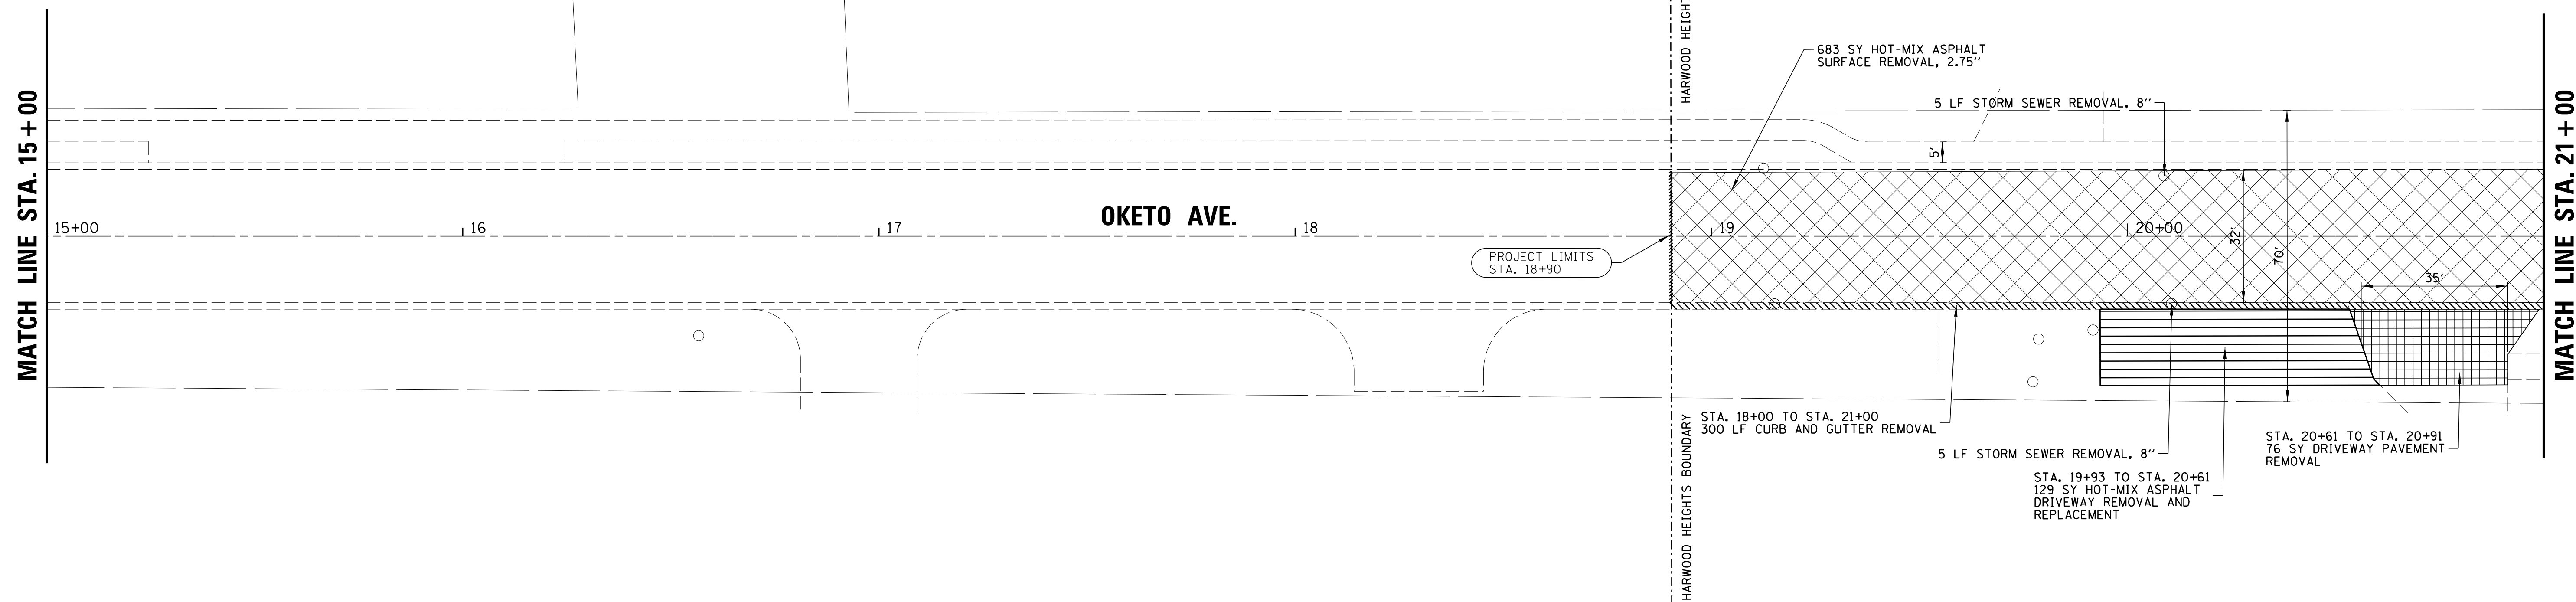 HARWOOD HEIGHT
683 SY HOT-MIX ASPHALT
SURFACE REMOVAL, 2.75''
5 LF STORM SEWER REMOVAL, 8''
MATCH LINE STA. 15+00
MATCH LINE STA. 21+00
5'
OKETO AVE.
15+00
16
17
18
19
20+00
32'
70'
PROJECT LIMITS
STA. 18+90
35'
STA. 18+00 TO STA. 21+00
300 LF CURB AND GUTTER REMOVAL
HARWOOD HEIGHTS BOUNDARY
5 LF STORM SEWER REMOVAL, 8''
STA. 20+61 TO STA. 20+91
76 SY DRIVEWAY PAVEMENT
REMOVAL
STA. 19+93 TO STA. 20+61
129 SY HOT-MIX ASPHALT
DRIVEWAY REMOVAL AND
REPLACEMENT